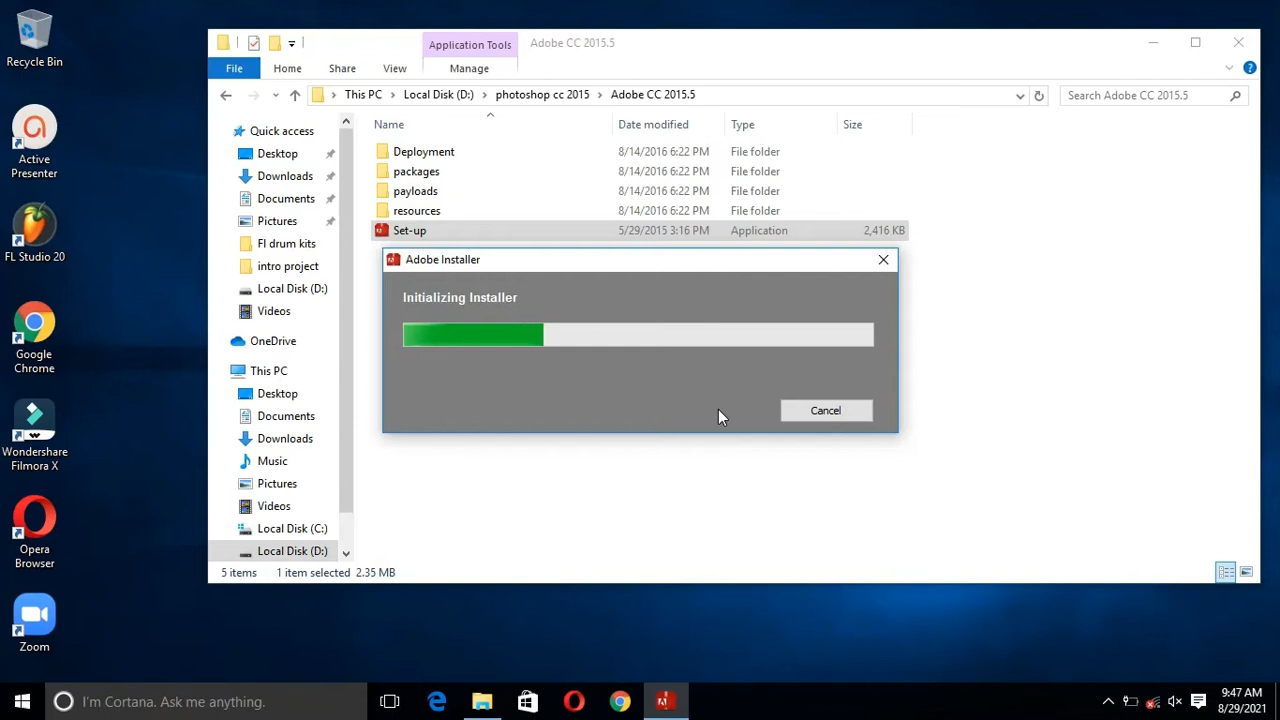 Recycle Bin
Active
Presenter
FL Studio 20
Google
Chrome
Wondershare
Filmora X
Opera
Browser
Zoom
Application Tools
Adobe CC 2015.5
File
Home
Share
View
Manage
This PC
Local Disk (D:)
photoshop cc 2015
Adobe CC 2015.5
Search Adobe CC 2015.5
Quick access
Desktop
Downloads
Documents
Pictures
Fl drum kits
intro project
Local Disk (D:)
Videos
OneDrive
This PC
Desktop
Documents
Downloads
Music
Pictures
Videos
Local Disk (C:)
Local Disk (D:)
Name Date modified Type Size
Deployment 8/14/2016 6:22 PM File folder
packages 8/14/2016 6:22 PM File folder
payloads 8/14/2016 6:22 PM File folder
resources 8/14/2016 6:22 PM File folder
Set-up 5/29/2015 3:16 PM Application 2,416 KB
Adobe Installer
Initializing Installer
Cancel
5 items 1 item selected 2.35 MB
I'm Cortana. Ask me anything.
9:47 AM
8/29/2021